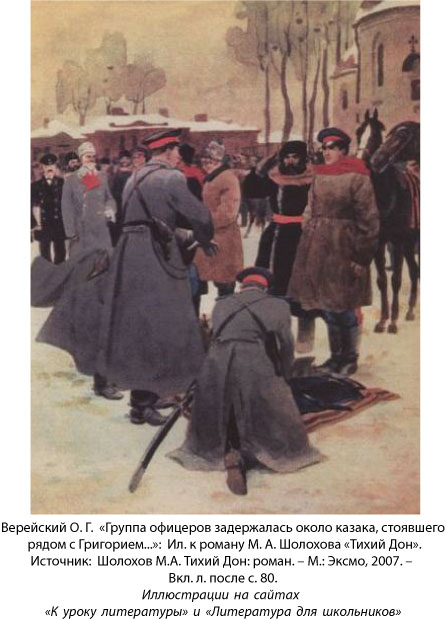 Верейский О. Г. «Группа офицеров задержалась около казака, стоявшего
рядом с Григорием...»: Ил. к роману М. А. Шолохова «Тихий Дон».
Источник: Шолохов М.А. Тихий Дон: роман. – М.: Эксмо, 2007. –
Вкл. л. после с. 80.
Иллюстрации на сайтах
«К уроку литературы» и «Литература для школьников»